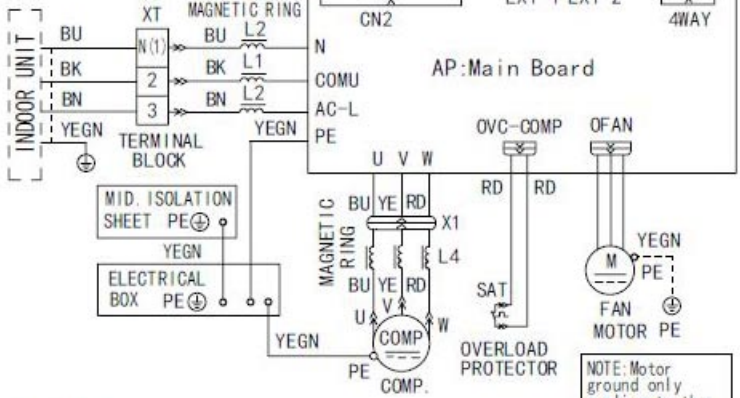 XT
MAGNETIC RING
CN2
4WAY
BU
N(1)
BU
L2
N
INDOOR UNIT
BK
2
BK
L1
COMU
AP:Main Board
BN
3
BN
L2
AC-L
YEGN
TERMINAL
BLOCK
YEGN
PE
OVC-COMP
OFAN
U V W
RD
RD
MID. ISOLATION
SHEET PE
BU YE RD
X1
MAGNETIC
RING
L4
YEGN
YEGN
M
PE
ELECTRICAL
BOX PE
BU YE RD
SAT
FAN
MOTOR
PE
U
V
W
COMP
YEGN
OVERLOAD
PROTECTOR
PE
COMP.
NOTE:Motor
ground only